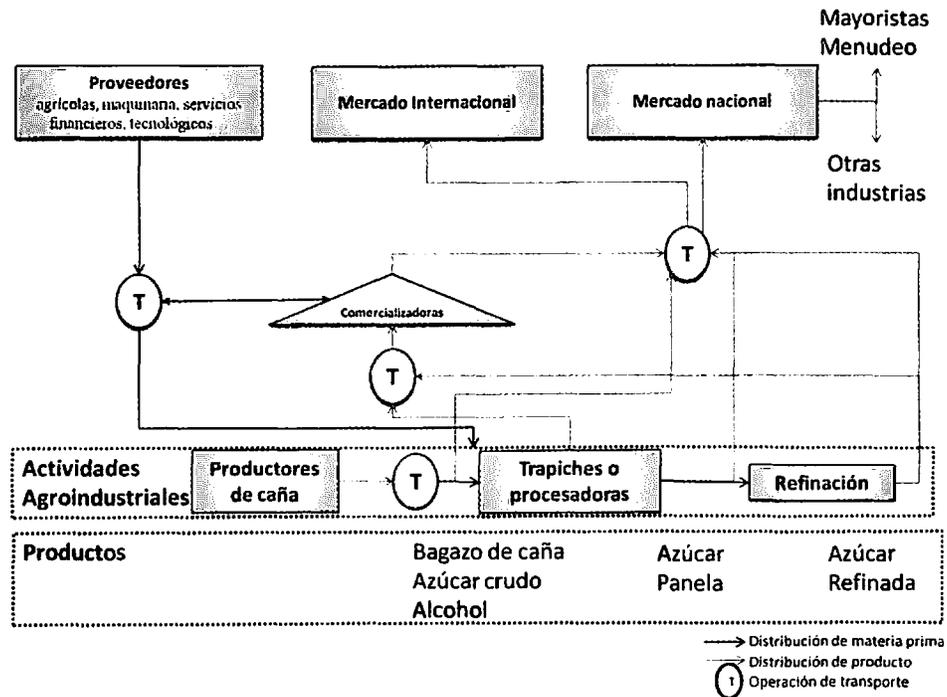 Mayoristas
Menudeo
Proveedores
agrícolas, maquinaria, servicios
financieros, tecnológicos
Mercado Internacional
Mercado nacional
Otras
industrias
T
T
Comercializadoras
T
Actividades
Agroindustriales
Productores
de caña
T
Trapiches o
procesadoras
Refinación
Productos
Bagazo de caña
Azúcar crudo
Alcohol
Azúcar
Panela
Azúcar
Refinada
Distribución de materia prima
Distribución de producto
T Operación de transporte